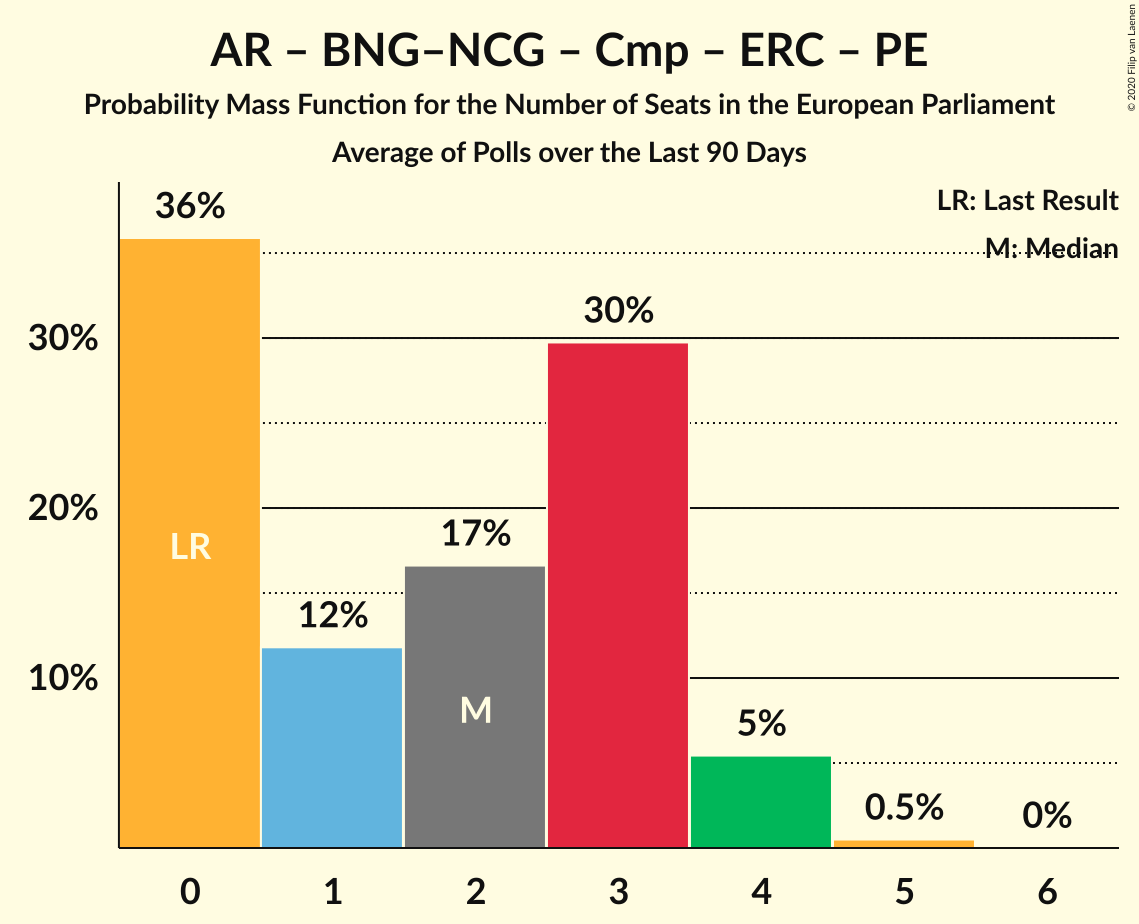 AR – BNG–NCG – Cmp – ERC – PE
Probability Mass Function for the Number of Seats in the European Parliament
Average of Polls over the Last 90 Days
© 2020 Filip van Laenen
LR: Last Result
M: Median
36%
30%
30%
20%
17%
LR
12%
10%
M
5%
0.5%
0%
0 1 2 3 4 5 6